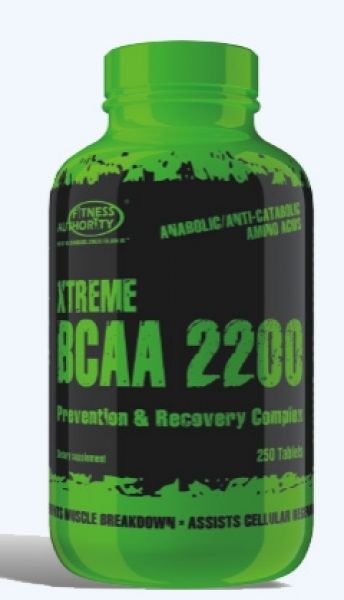 FITNESS
AUTHORITY
ANABOLIC/ANTI-CATABOLIC
AMINO ACIDS
XTREME
BCAA 2200
Prevention & Recovery Complex
Dietary supplement
250 Tablets
MUSCLE BREAKDOWN • ASSISTS CELLULAR